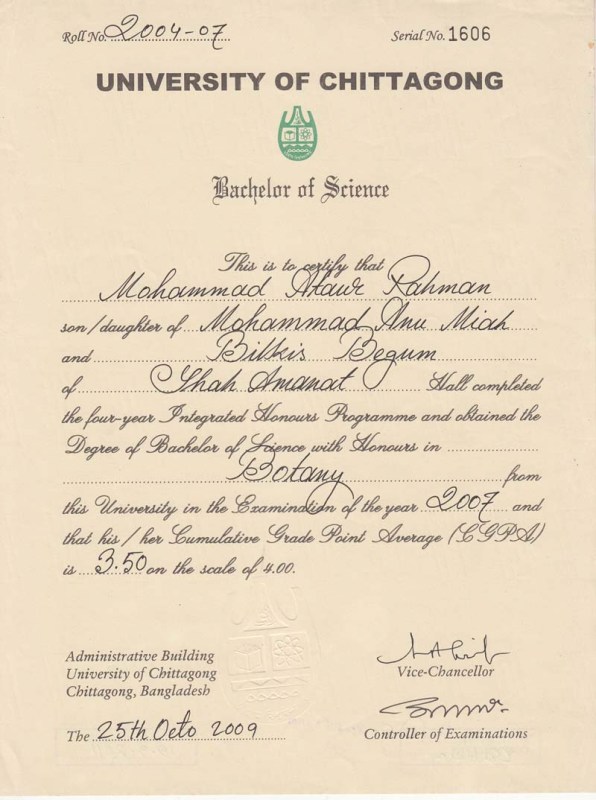 Roll No. 2004-07
Serial No. 1606
UNIVERSITY OF CHITTAGONG
Bachelor of Science
This is to certify that
Mohammad Ataur Rahman
son/daughter of Mohammad Anu Miah
and Bilkis Begum
of Shah Amanat Hall completed
the four-year Integrated Honours Programme and obtained the
Degree of Bachelor of Science with Honours in
Botany from
this University in the Examination of the year 2007 and
that his / her Cumulative Grade Point Average (CGPA)
is 3.50 on the scale of 4.00.
Administrative Building
University of Chittagong
Chittagong, Bangladesh
Vice-Chancellor
The 25th Octo 2009
Controller of Examinations